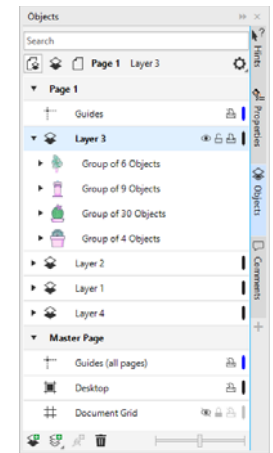 Objects
Search
Page 1 Layer 3
Page 1
Guides
Layer 3
Group of 6 Objects
Group of 9 Objects
Group of 30 Objects
Group of 4 Objects
Layer 2
Layer 1
Layer 4
Master Page
Guides (all pages)
Desktop
Document Grid
Hints
Properties
Objects
Comments